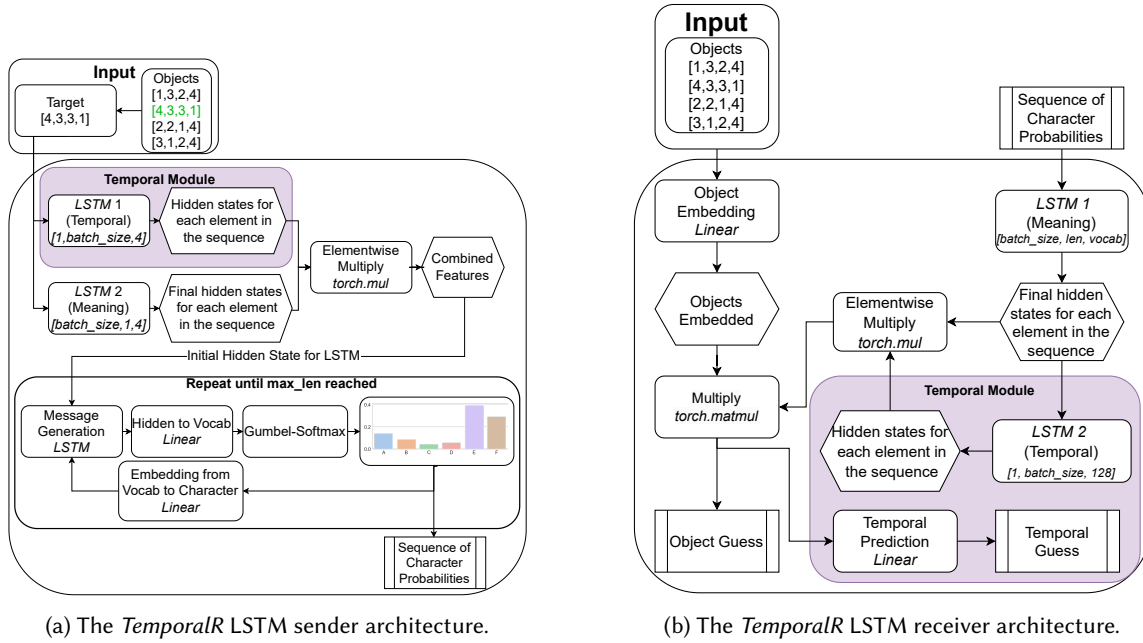 Input
Target
[4,3,3,1]
Objects
[1,3,2,4]
[4,3,3,1]
[2,2,1,4]
[3,1,2,4]
Temporal Module
LSTM 1
(Temporal)
[1,batch_size,4]
Hidden states for
each element in
the sequence
LSTM 2
(Meaning)
[batch_size,1,4]
Final hidden states
for each element
in the sequence
Elementwise
Multiply
torch.mul
Combined
Features
Initial Hidden State for LSTM
Repeat until max_len reached
Message
Generation
LSTM
Hidden to Vocab
Linear
Gumbel-Softmax
0.4
0.2
0.0
A B C D E F
Embedding from
Vocab to Character
Linear
Sequence of
Character
Probabilities
(a) The TemporalR LSTM sender architecture.
Input
Objects
[1,3,2,4]
[4,3,3,1]
[2,2,1,4]
[3,1,2,4]
Sequence of
Character
Probabilities
Object
Embedding
Linear
LSTM 1
(Meaning)
[batch_size, len, vocab]
Objects
Embedded
Elementwise
Multiply
torch.mul
Final hidden
states for each
element in the
sequence
Multiply
torch.matmul
Temporal Module
Hidden states for
each element in
the sequence
LSTM 2
(Temporal)
[1, batch_size, 128]
Object Guess
Temporal
Prediction
Linear
Temporal
Guess
(b) The TemporalR LSTM receiver architecture.